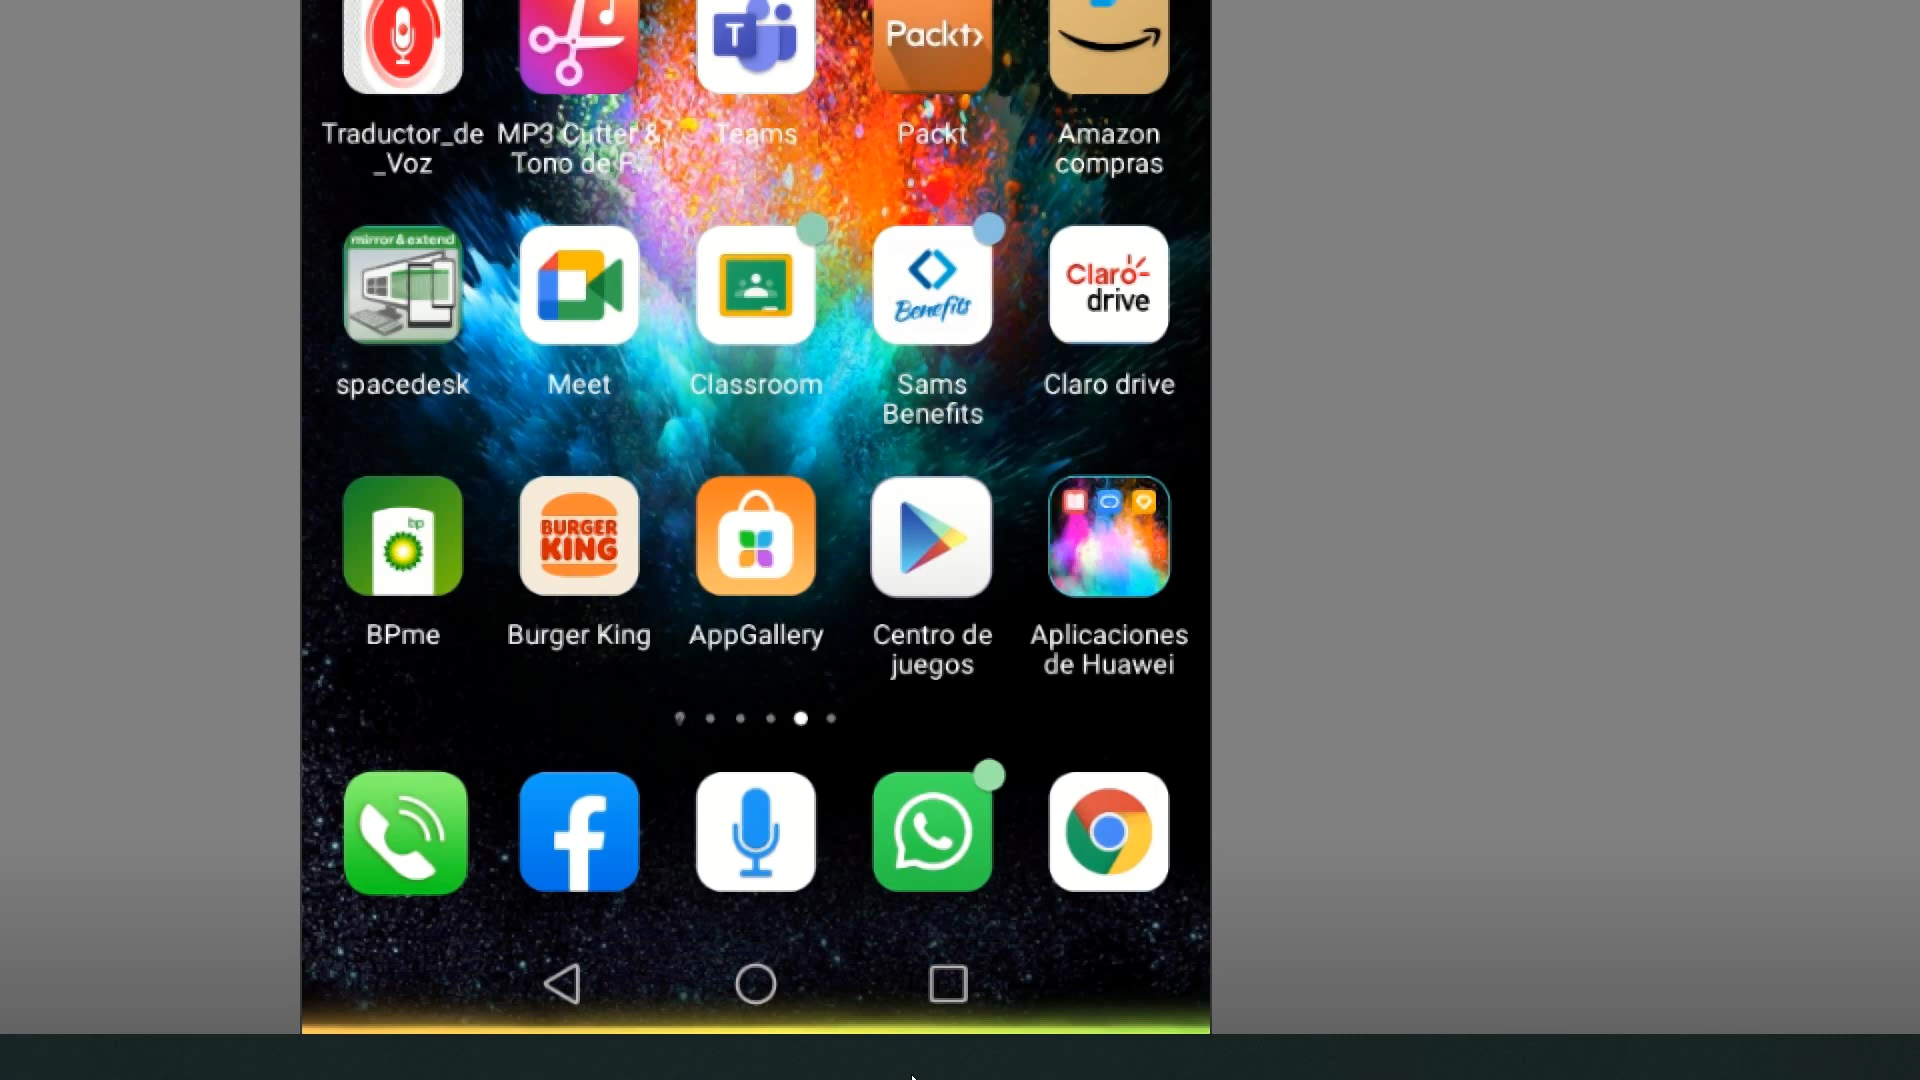 T
Packt>
Traductor_de
_Voz
MP3 Cutter &
Tono de R...
Teams
Packt
Amazon
compras
mirror & extend
Benefits
Claro-
drive
spacedesk
Meet
Classroom
Sams
Benefits
Claro drive
bp
BURGER
KING
BPme
Burger King
AppGallery
Centro de
juegos
Aplicaciones
de Huawei